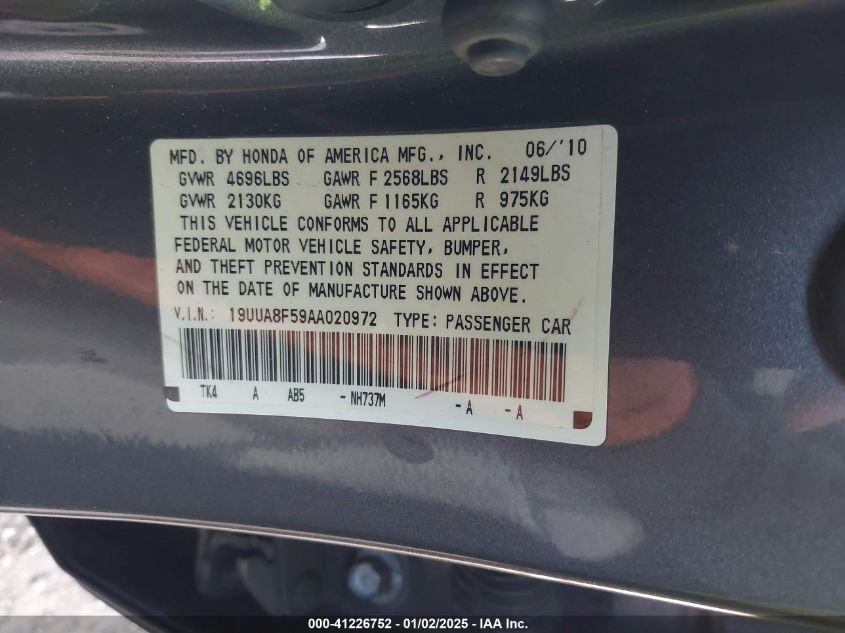 MFD. BY HONDA OF AMERICA MFG., INC. 06/'10
GVWR 4696LBS GAWR F 2568LBS R 2149LBS
GVWR 2130KG GAWR F 1165KG R 975KG
THIS VEHICLE CONFORMS TO ALL APPLICABLE
FEDERAL MOTOR VEHICLE SAFETY, BUMPER,
AND THEFT PREVENTION STANDARDS IN EFFECT
ON THE DATE OF MANUFACTURE SHOWN ABOVE.
V.I.N.: 19UUA8F59AA020972 TYPE: PASSENGER CAR
TK4 A AB5 - NH737M - A - A
000-41226752 - 01/02/2025 - IAAI Inc.